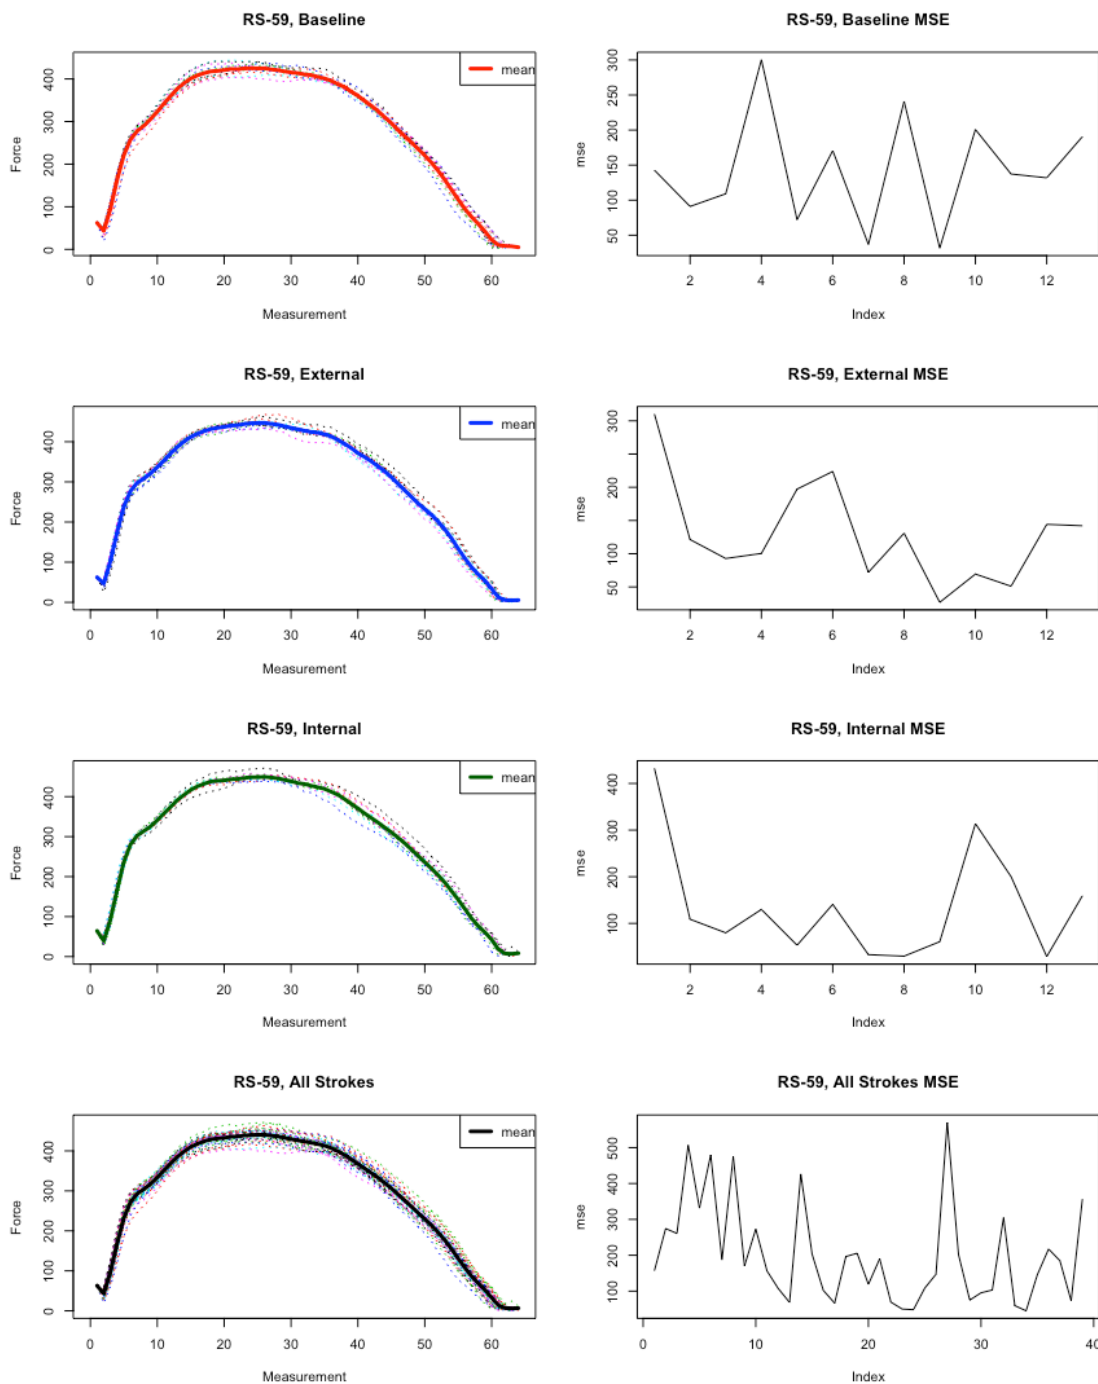 RS-59, Baseline
mean
Force
0 100 200 300 400
0 10 20 30 40 50 60
Measurement
RS-59, Baseline MSE
mse
50 100 150 200 250 300
2 4 6 8 10 12
Index
RS-59, External
mean
Force
0 100 200 300 400
0 10 20 30 40 50 60
Measurement
RS-59, External MSE
mse
50 100 200 300
2 4 6 8 10 12
Index
RS-59, Internal
mean
Force
0 100 200 300 400
0 10 20 30 40 50 60
Measurement
RS-59, Internal MSE
mse
100 200 300 400
2 4 6 8 10 12
Index
RS-59, All Strokes
mean
Force
0 100 200 300 400
0 10 20 30 40 50 60
Measurement
RS-59, All Strokes MSE
mse
100 200 300 400 500
0 10 20 30 40
Index